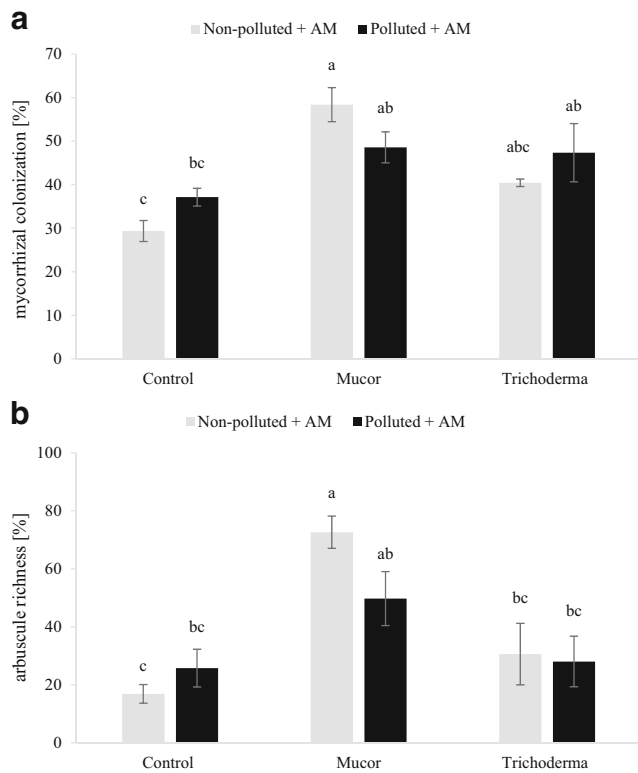 a
Non-polluted + AM Polluted + AM
mycorrhizal colonization [%]
70
60
50
40
30
20
10
0
c
bc
a
ab
abc
ab
Control Mucor Trichoderma
b
Non-polluted + AM Polluted + AM
arbuscule richness [%]
100
80
60
40
20
0
c
bc
a
ab
bc
bc
Control Mucor Trichoderma